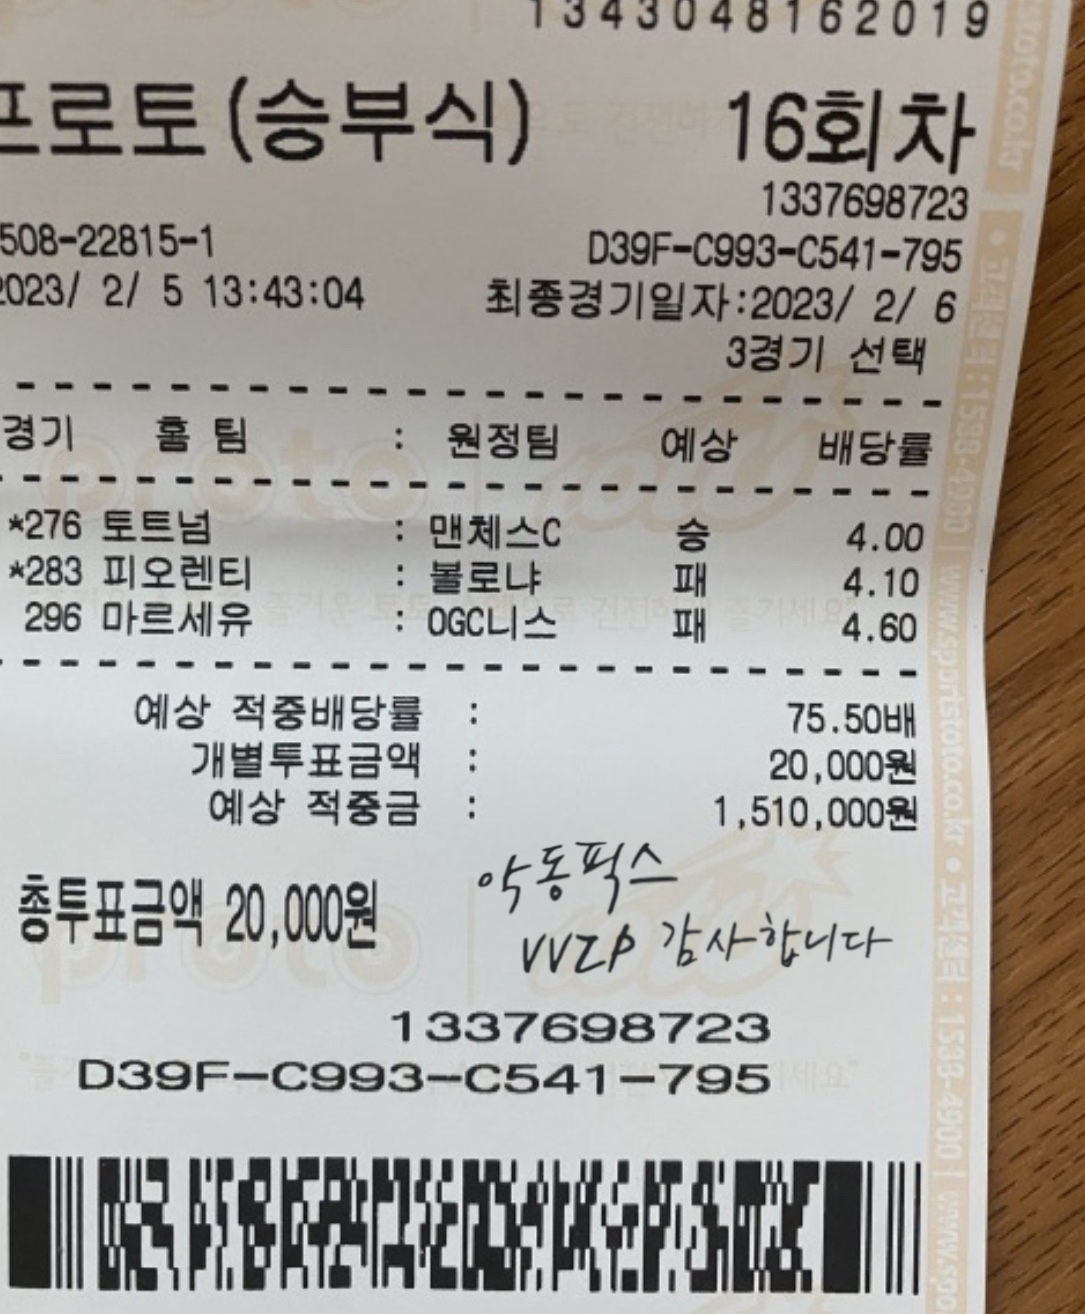 1343048162019
프로토(승부식) 16회차
1337698723
508-22815-1 D39F-C993-C541-795
2023/ 2/ 5 13:43:04 최종경기일자:2023/ 2/ 6
3경기 선택
경기 홈 팀 : 원정팀 예상 배당률
*276 토트넘 : 맨체스C 승 4.00
*283 피오렌티 : 볼로냐 패 4.10
296 마르세유 : OGC니스 패 4.60
예상 적중배당률 : 75.50배
개별투표금액 : 20,000원
예상 적중금 : 1,510,000원
총투표금액 20,000원
악동픽스
VVIP 감사합니다
1337698723
D39F-C993-C541-795